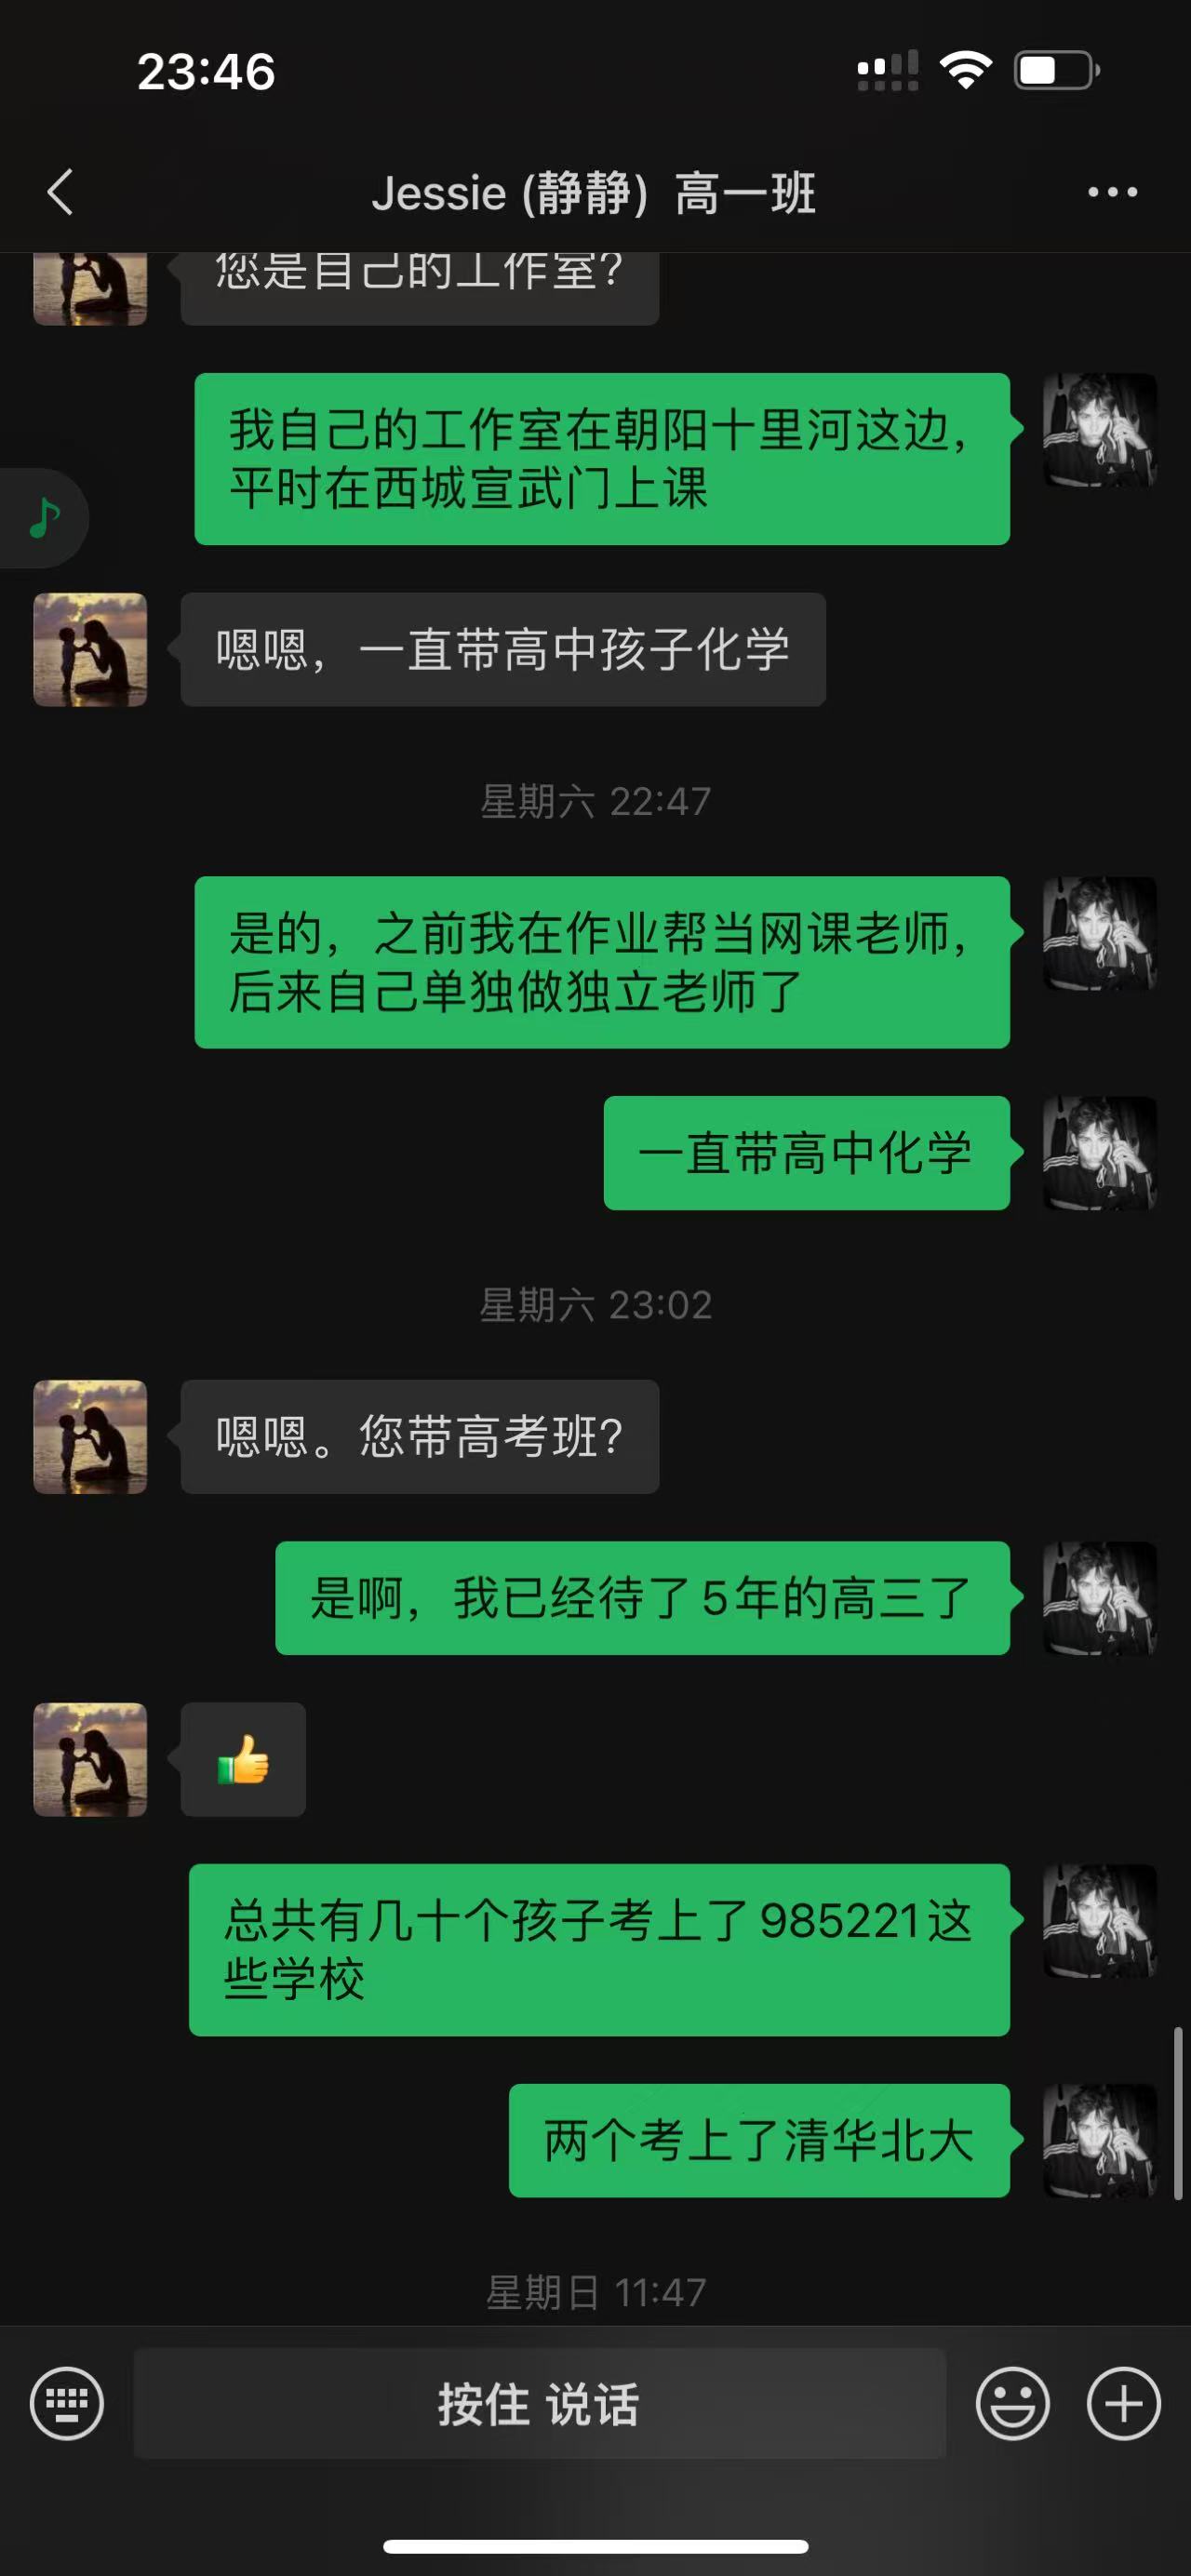 23:46
Jessie (静静) 高一班
您是自己的工作室?
我自己的工作室在朝阳十里河这边,
平时在西城宣武门上课
嗯嗯，一直带高中孩子化学
星期六 22:47
是的，之前我在作业帮当网课老师,
后来自己单独做独立老师了
一直带高中化学
星期六 23:02
嗯嗯。您带高考班?
是啊，我已经待了5年的高三了
总共有几十个孩子考上了985221这
些学校
两个考上了清华北大
星期日 11:47
按住 说话